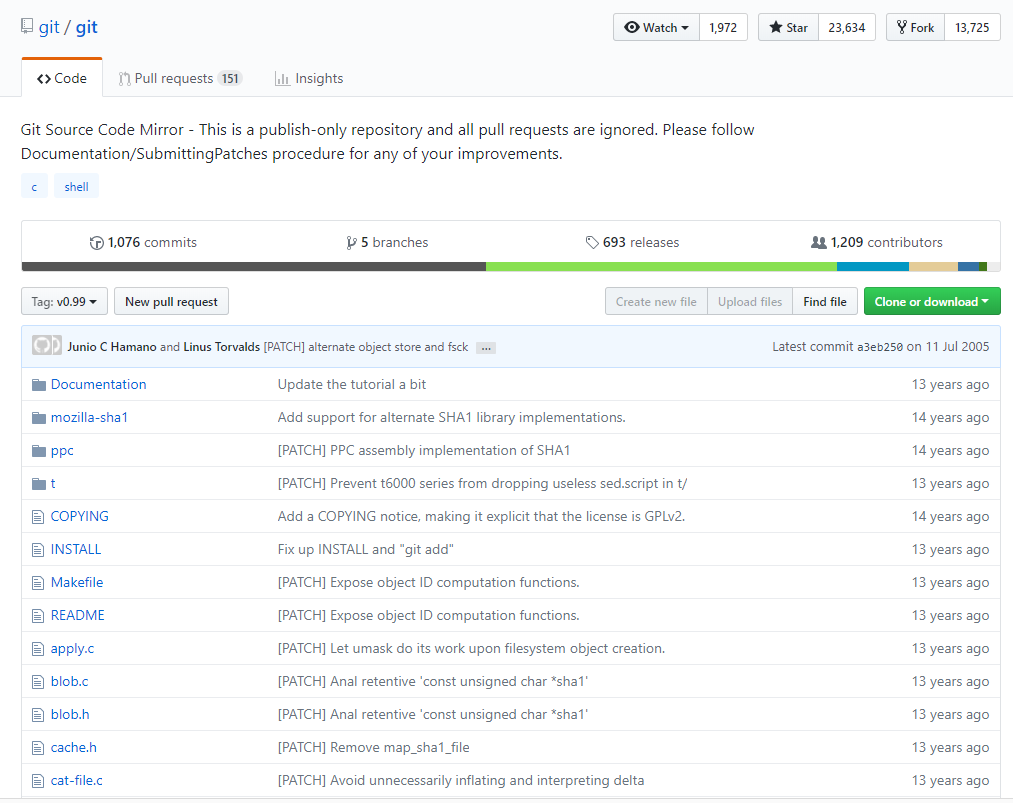 git / git
Watch 1,972 Star 23,634 Fork 13,725
Code Pull requests 151 Insights
Git Source Code Mirror - This is a publish-only repository and all pull requests are ignored. Please follow
Documentation/SubmittingPatches procedure for any of your improvements.
c shell
1,076 commits 5 branches 693 releases 1,209 contributors
Tag: v0.99 New pull request Create new file Upload files Find file Clone or download
Junio C Hamano and Linus Torvalds [PATCH] alternate object store and fsck … Latest commit a3eb250 on 11 Jul 2005
Documentation Update the tutorial a bit 13 years ago
mozilla-sha1 Add support for alternate SHA1 library implementations. 14 years ago
ppc [PATCH] PPC assembly implementation of SHA1 14 years ago
t [PATCH] Prevent t6000 series from dropping useless sed.script in t/ 13 years ago
COPYING Add a COPYING notice, making it explicit that the license is GPLv2. 14 years ago
INSTALL Fix up INSTALL and "git add" 13 years ago
Makefile [PATCH] Expose object ID computation functions. 13 years ago
README [PATCH] Expose object ID computation functions. 13 years ago
apply.c [PATCH] Let umask do its work upon filesystem object creation. 13 years ago
blob.c [PATCH] Anal retentive 'const unsigned char *sha1' 13 years ago
blob.h [PATCH] Anal retentive 'const unsigned char *sha1' 13 years ago
cache.h [PATCH] Remove map_sha1_file 13 years ago
cat-file.c [PATCH] Avoid unnecessarily inflating and interpreting delta 13 years ago